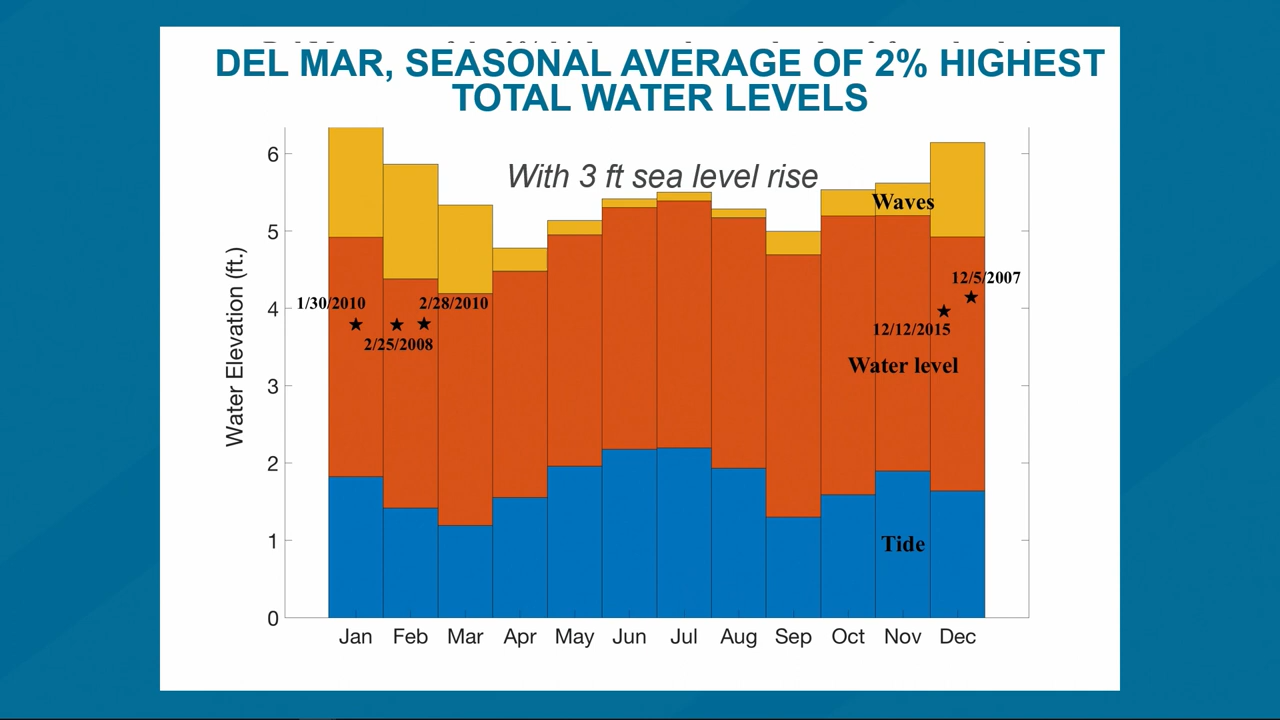 DEL MAR, SEASONAL AVERAGE OF 2% HIGHEST
TOTAL WATER LEVELS
With 3 ft sea level rise
Water Elevation (ft.)
6
5
4
3
2
1
0
Waves
12/5/2007
1/30/2010
2/28/2010
12/12/2015
2/25/2008
Water level
Tide
Jan Feb Mar Apr May Jun Jul Aug Sep Oct Nov Dec